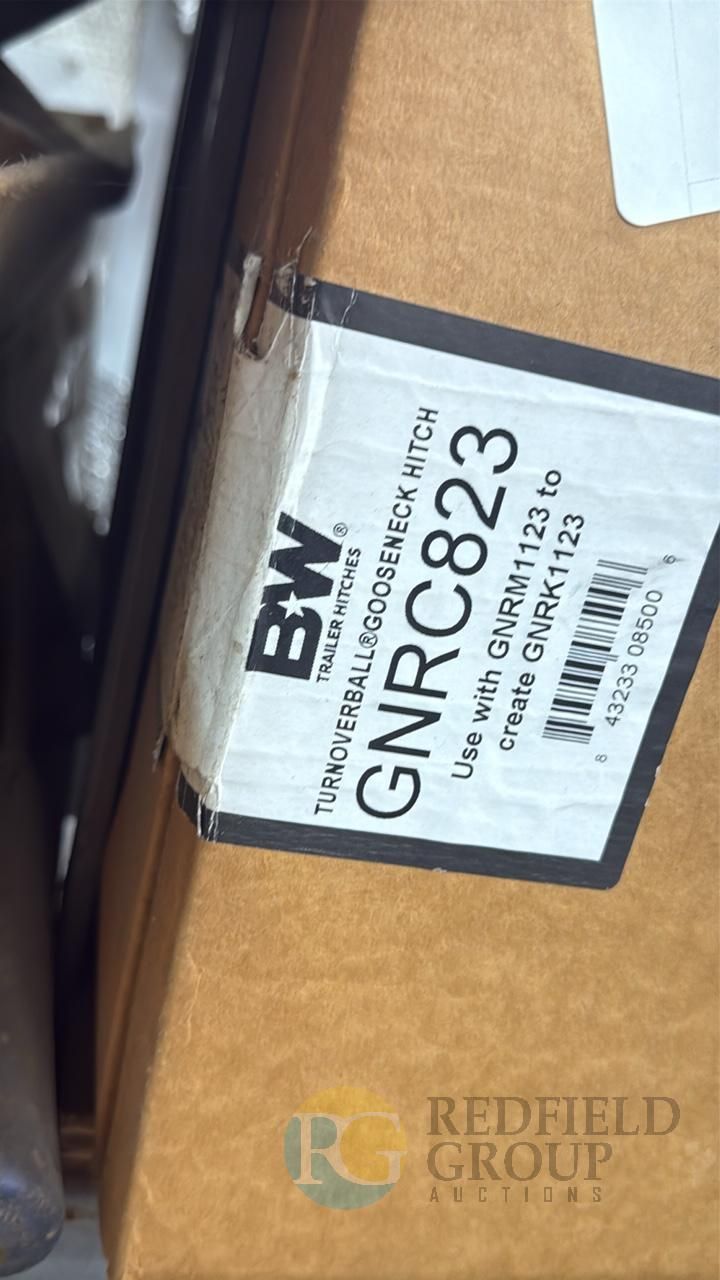 B&W®
TRAILER HITCHES
TURNOVERBALL®GOOSENECK HITCH
GNRC823
Use with GNRM1123 to
create GNRK1123
8 43233 08500 6
RG REDFIELD
GROUP
AUCTIONS